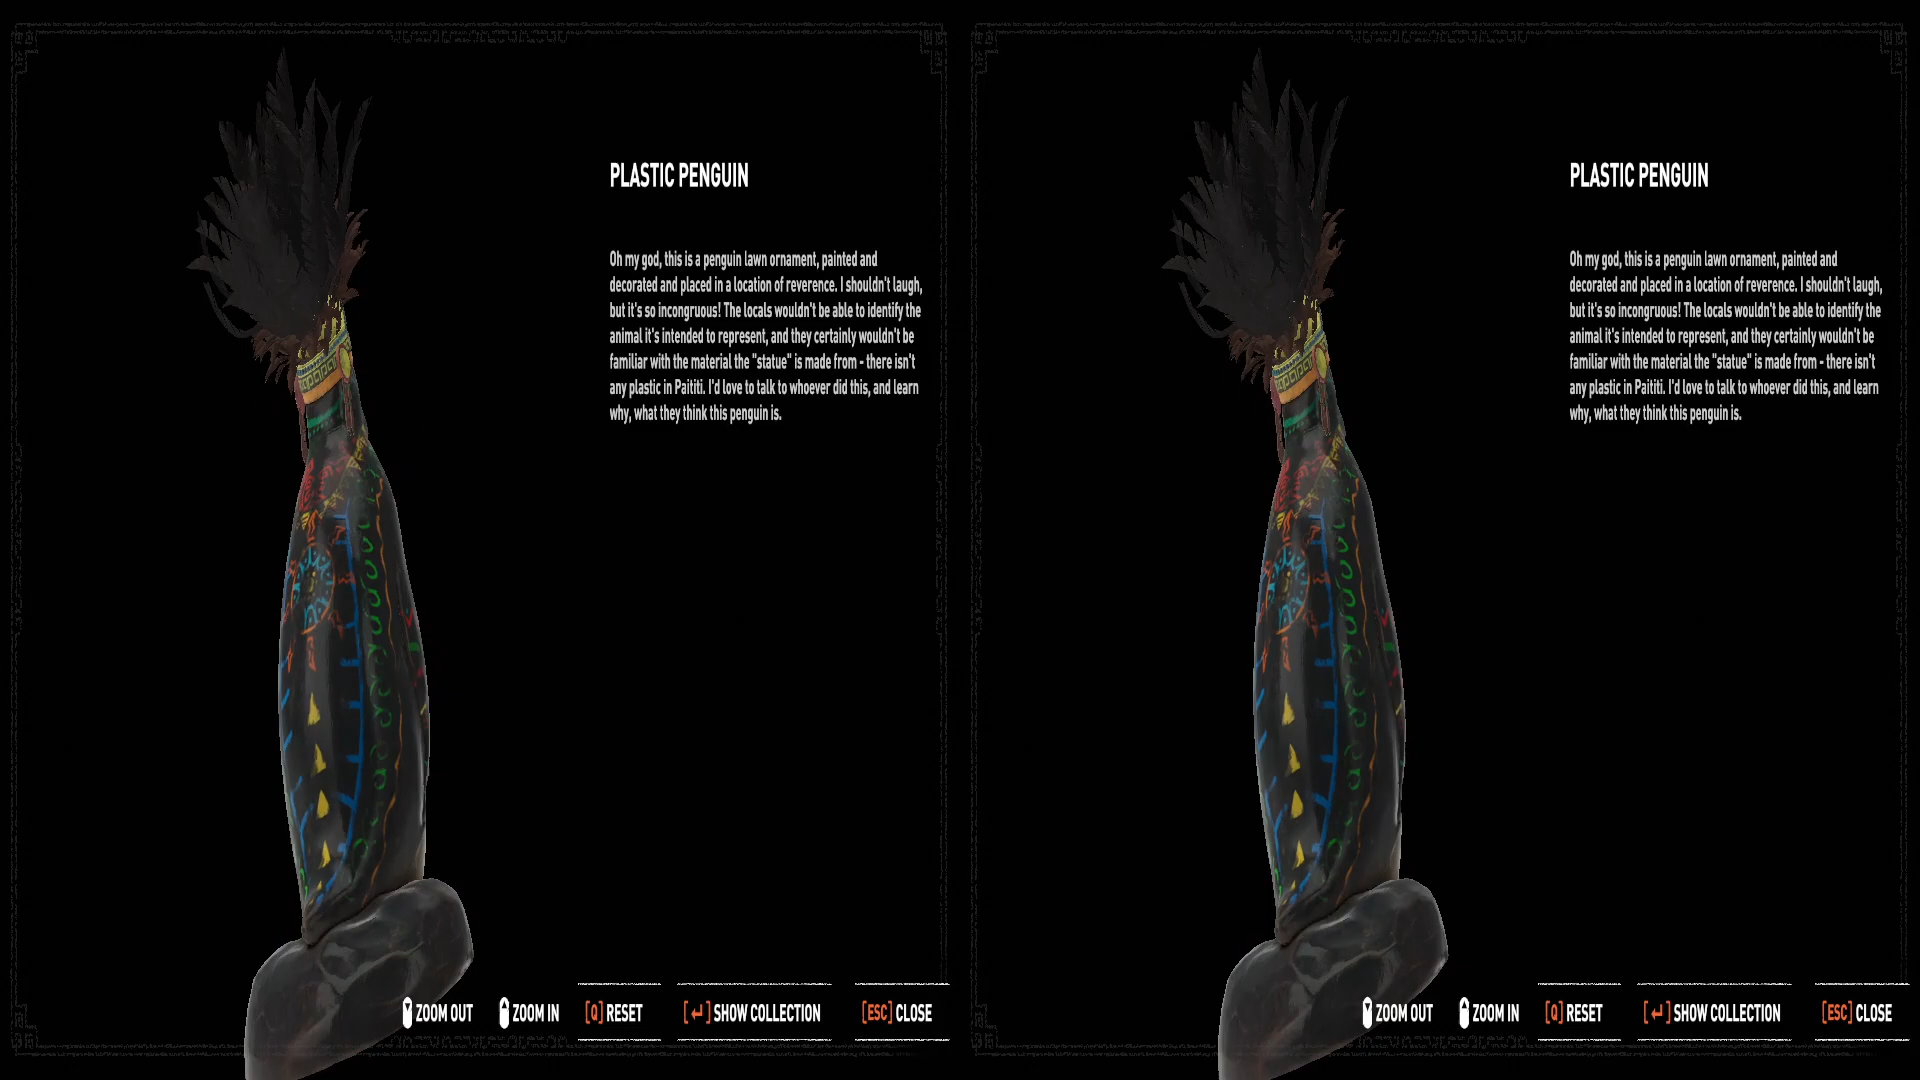 PLASTIC PENGUIN
Oh my god, this is a penguin lawn ornament, painted and
decorated and placed in a location of reverence. I shouldn't laugh,
but it's so incongruous! The locals wouldn't be able to identify the
animal it's intended to represent, and they certainly wouldn't be
familiar with the material the "statue" is made from - there isn't
any plastic in Paititi. I'd love to talk to whoever did this, and learn
why, what they think this penguin is.
ZOOM OUT ZOOM IN [Q] RESET [↵] SHOW COLLECTION [ESC] CLOSE
PLASTIC PENGUIN
Oh my god, this is a penguin lawn ornament, painted and
decorated and placed in a location of reverence. I shouldn't laugh,
but it's so incongruous! The locals wouldn't be able to identify the
animal it's intended to represent, and they certainly wouldn't be
familiar with the material the "statue" is made from - there isn't
any plastic in Paititi. I'd love to talk to whoever did this, and learn
why, what they think this penguin is.
ZOOM OUT ZOOM IN [Q] RESET [↵] SHOW COLLECTION [ESC] CLOSE